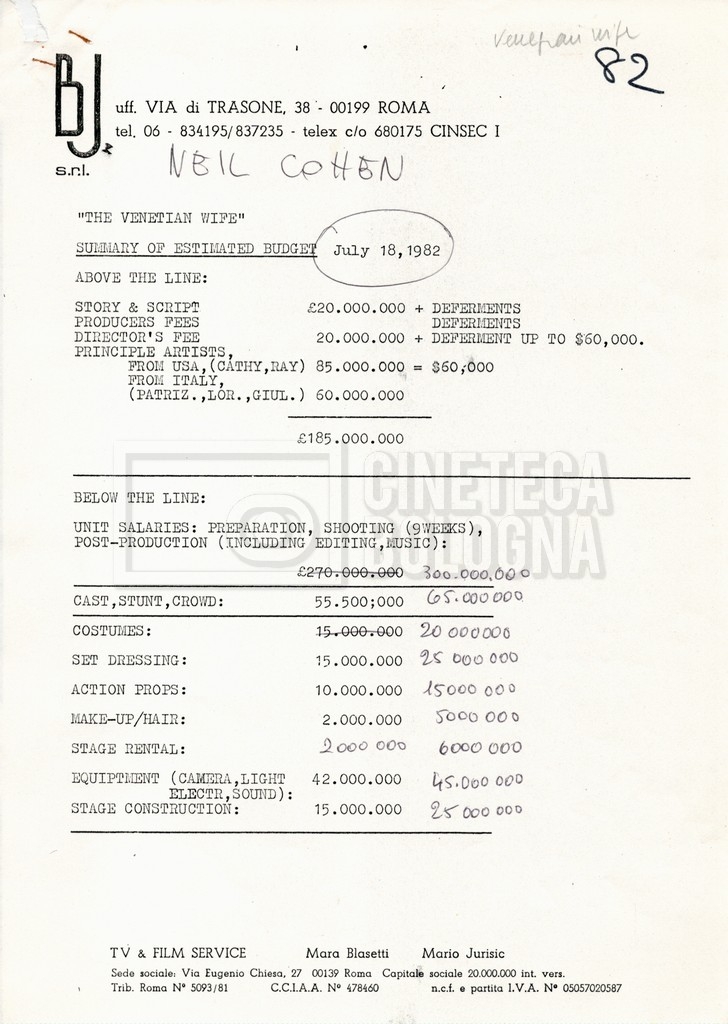 Venetian wife
82
BJ
s.r.l.
uff. VIA di TRASONE, 38 - 00199 ROMA
tel. 06 - 834195/837235 - telex c/o 680175 CINSEC I
NEIL COHEN
"THE VENETIAN WIFE"
SUMMARY OF ESTIMATED BUDGET July 18,1982
ABOVE THE LINE:
STORY & SCRIPT £20.000.000 + DEFERMENTS
PRODUCERS FEES DEFERMENTS
DIRECTOR'S FEE 20.000.000 + DEFERMENT UP TO $60,000.
PRINCIPLE ARTISTS,
FROM USA,(CATHY,RAY) 85.000.000 = $60,000
FROM ITALY,
(PATRIZ.,LOR.,GIUL.) 60.000.000
£185.000.000
BELOW THE LINE:
UNIT SALARIES: PREPARATION, SHOOTING (9WEEKS),
POST-PRODUCTION (INCLUDING EDITING,MUSIC):
£270.000.000 300.000,000
CAST,STUNT,CROWD: 55.500;000 65.000000
COSTUMES: 15.000.000 20 000000
SET DRESSING: 15.000.000 25 000 000
ACTION PROPS: 10.000.000 15000 000
MAKE-UP/HAIR: 2.000.000 5000 000
STAGE RENTAL: 2000 000 6000 000
EQUIPTMENT (CAMERA,LIGHT 42.000.000 45.000 000
ELECTR,SOUND):
STAGE CONSTRUCTION: 15.000.000 25 000 000
CINETECA
BOLOGNA
TV & FILM SERVICE Mara Blasetti Mario Jurisic
Sede sociale: Via Eugenio Chiesa, 27 00139 Roma Capitale sociale 20.000.000 int. vers.
Trib. Roma N° 5093/81 C.C.I.A.A. N° 478460 n.c.f. e partita I.V.A. N° 05057020587